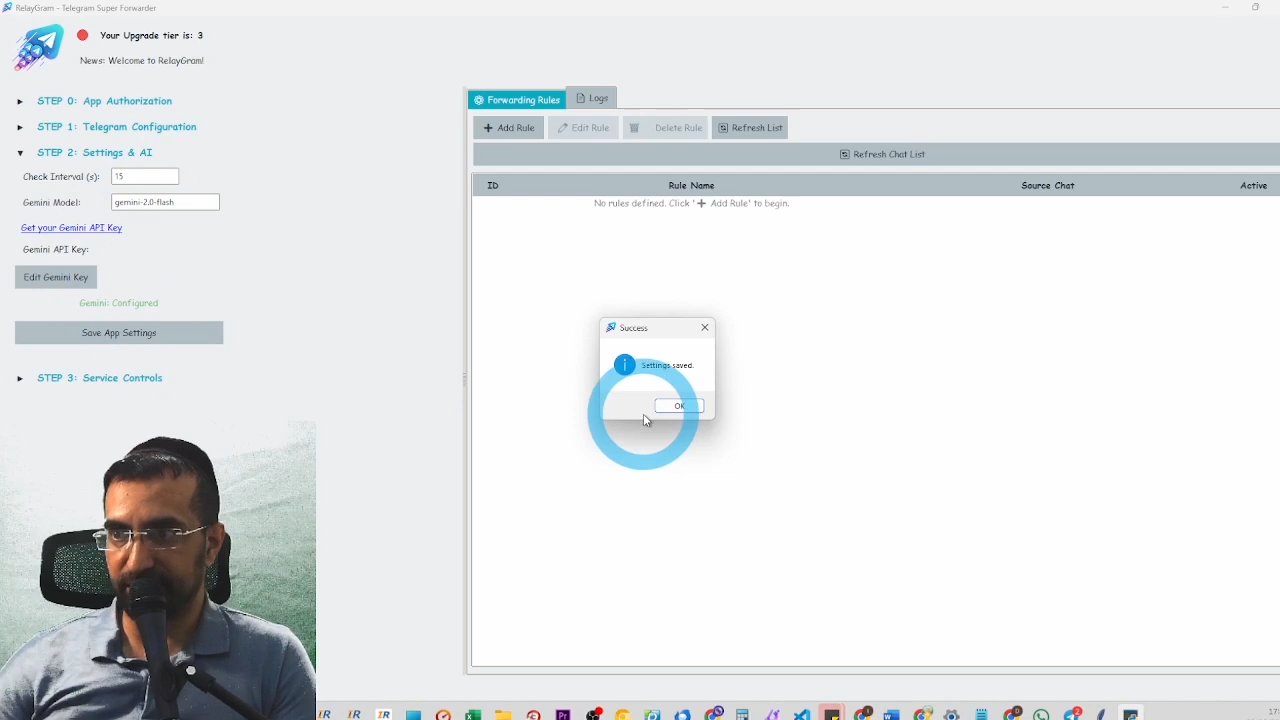 RelayGram - Telegram Super Forwarder
Your Upgrade tier is: 3
News: Welcome to RelayGram!
STEP 0: App Authorization
STEP 1: Telegram Configuration
STEP 2: Settings & AI
Check Interval (s): 15
Gemini Model: gemini-2.0-flash
Get your Gemini API Key
Gemini API Key:
Edit Gemini Key
Gemini: Configured
Save App Settings
STEP 3: Service Controls
Forwarding Rules Logs
+ Add Rule Edit Rule Delete Rule Refresh List
Refresh Chat List
ID Rule Name Source Chat Active
No rules defined. Click '+ Add Rule' to begin.
Success
Settings saved.
OK
IR IR IR